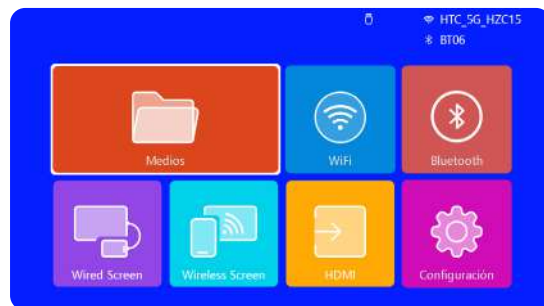 HTC_5G_HZC15
BT06
Medios
WiFi
Bluetooth
Wired Screen
Wireless Screen
HDMI
Configuración